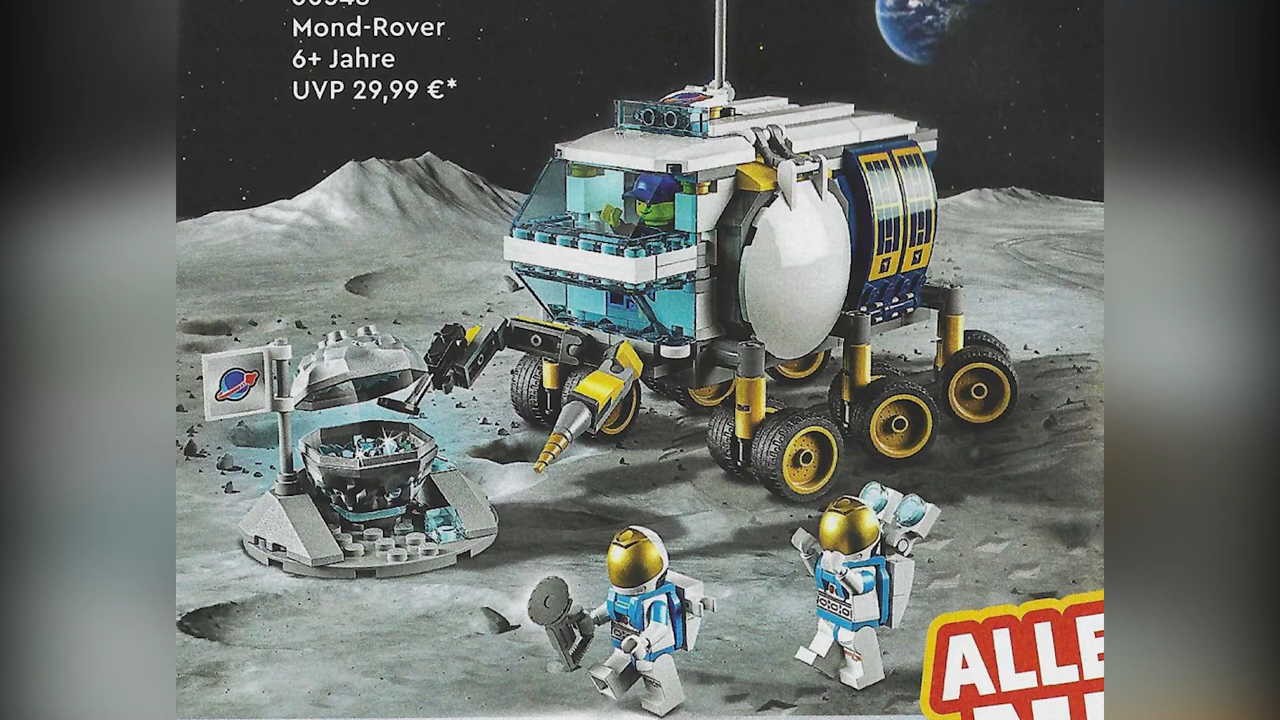 Mond-Rover
6+ Jahre
UVP 29,99 €*
ALLE